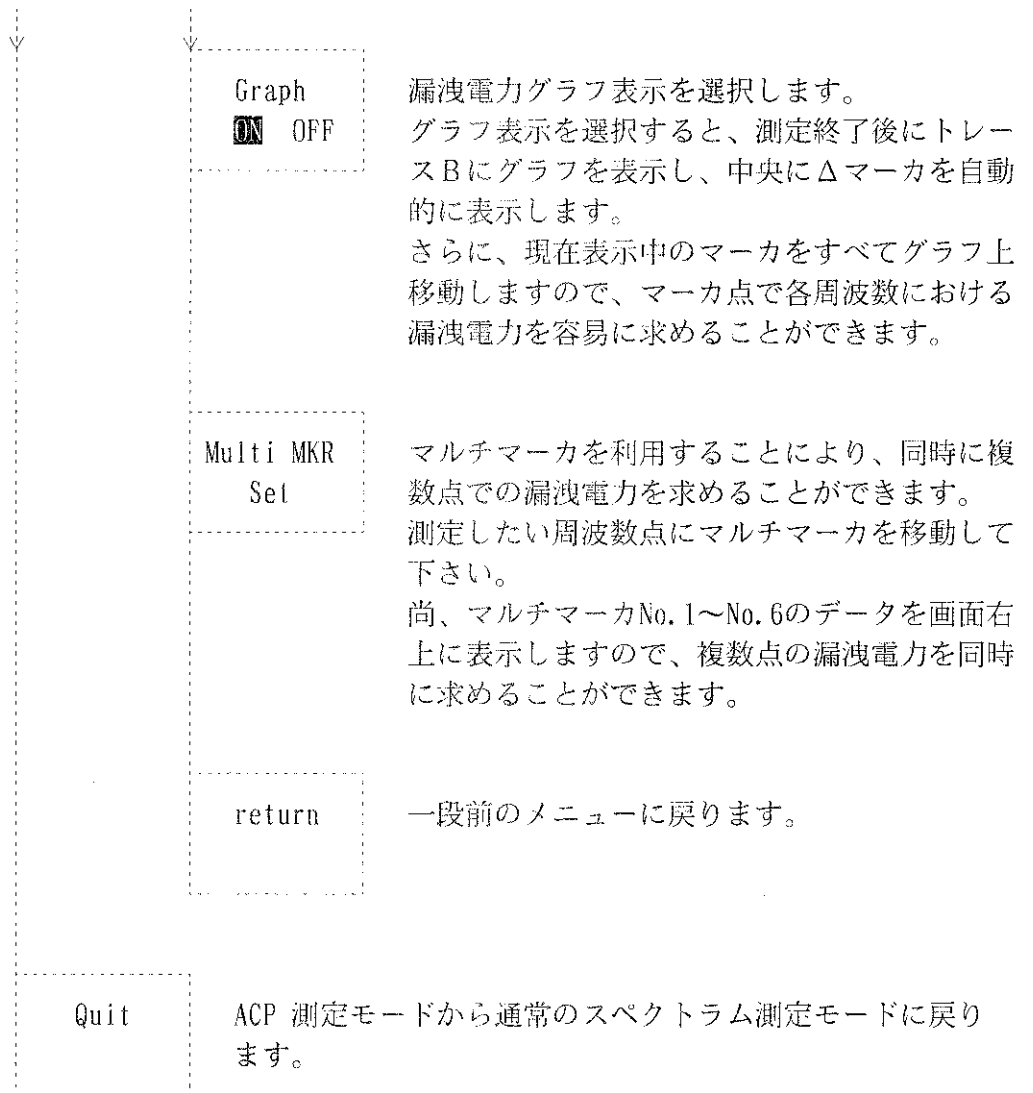 Graph
ON OFF
漏洩電力グラフ表示を選択します。
グラフ表示を選択すると、測定終了後にトレー
スBにグラフを表示し、中央にΔマーカを自動
的に表示します。
さらに、現在表示中のマーカをすべてグラフ上
移動しますので、マーカ点で各周波数における
漏洩電力を容易に求めることができます。
Multi MKR
Set
マルチマーカを利用することにより、同時に複
数点での漏洩電力を求めることができます。
測定したい周波数点にマルチマーカを移動して
下さい。
尚、マルチマーカNo.1〜No.6のデータを画面右
上に表示しますので、複数点の漏洩電力を同時
に求めることができます。
return
一段前のメニューに戻ります。
Quit
ACP 測定モードから通常のスペクトラム測定モードに戻り
ます。